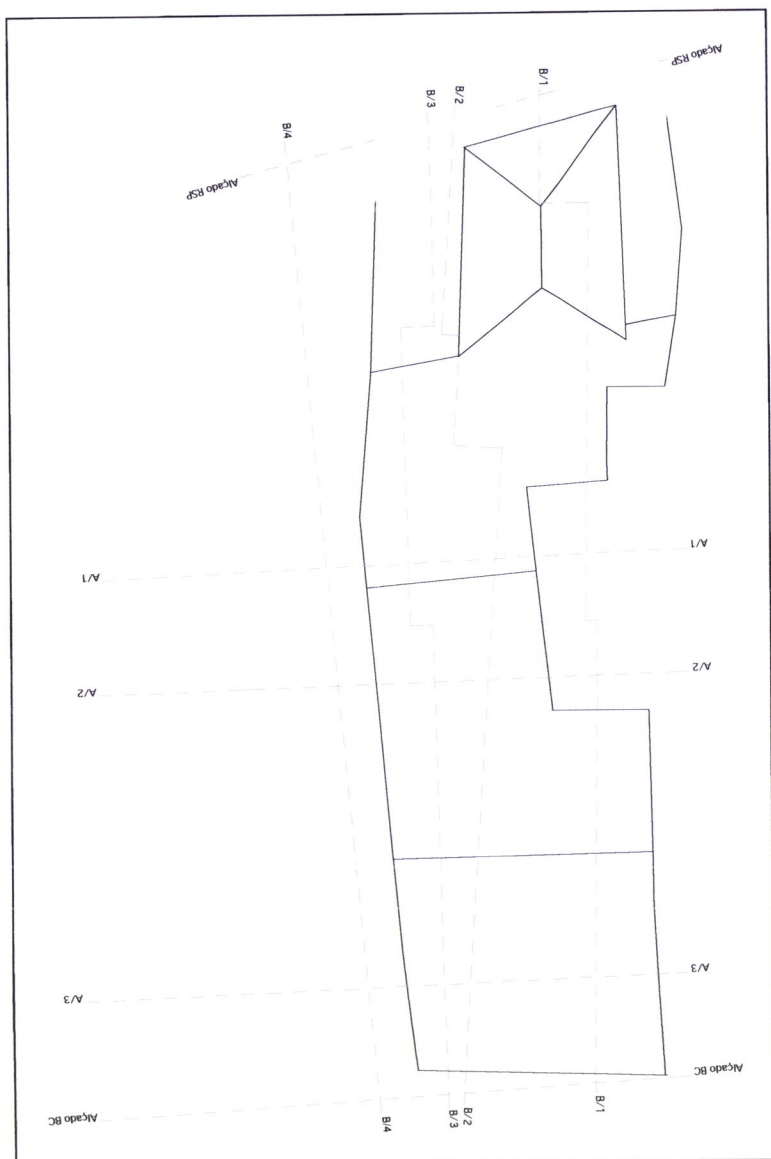 Alçado RSP
B/1
B/2
B/3
B/4
Alçado RSP
A/1
A/1
A/2
A/2
A/3
A/3
Alçado BC
Alçado BC
B/1
B/2
B/3
B/4